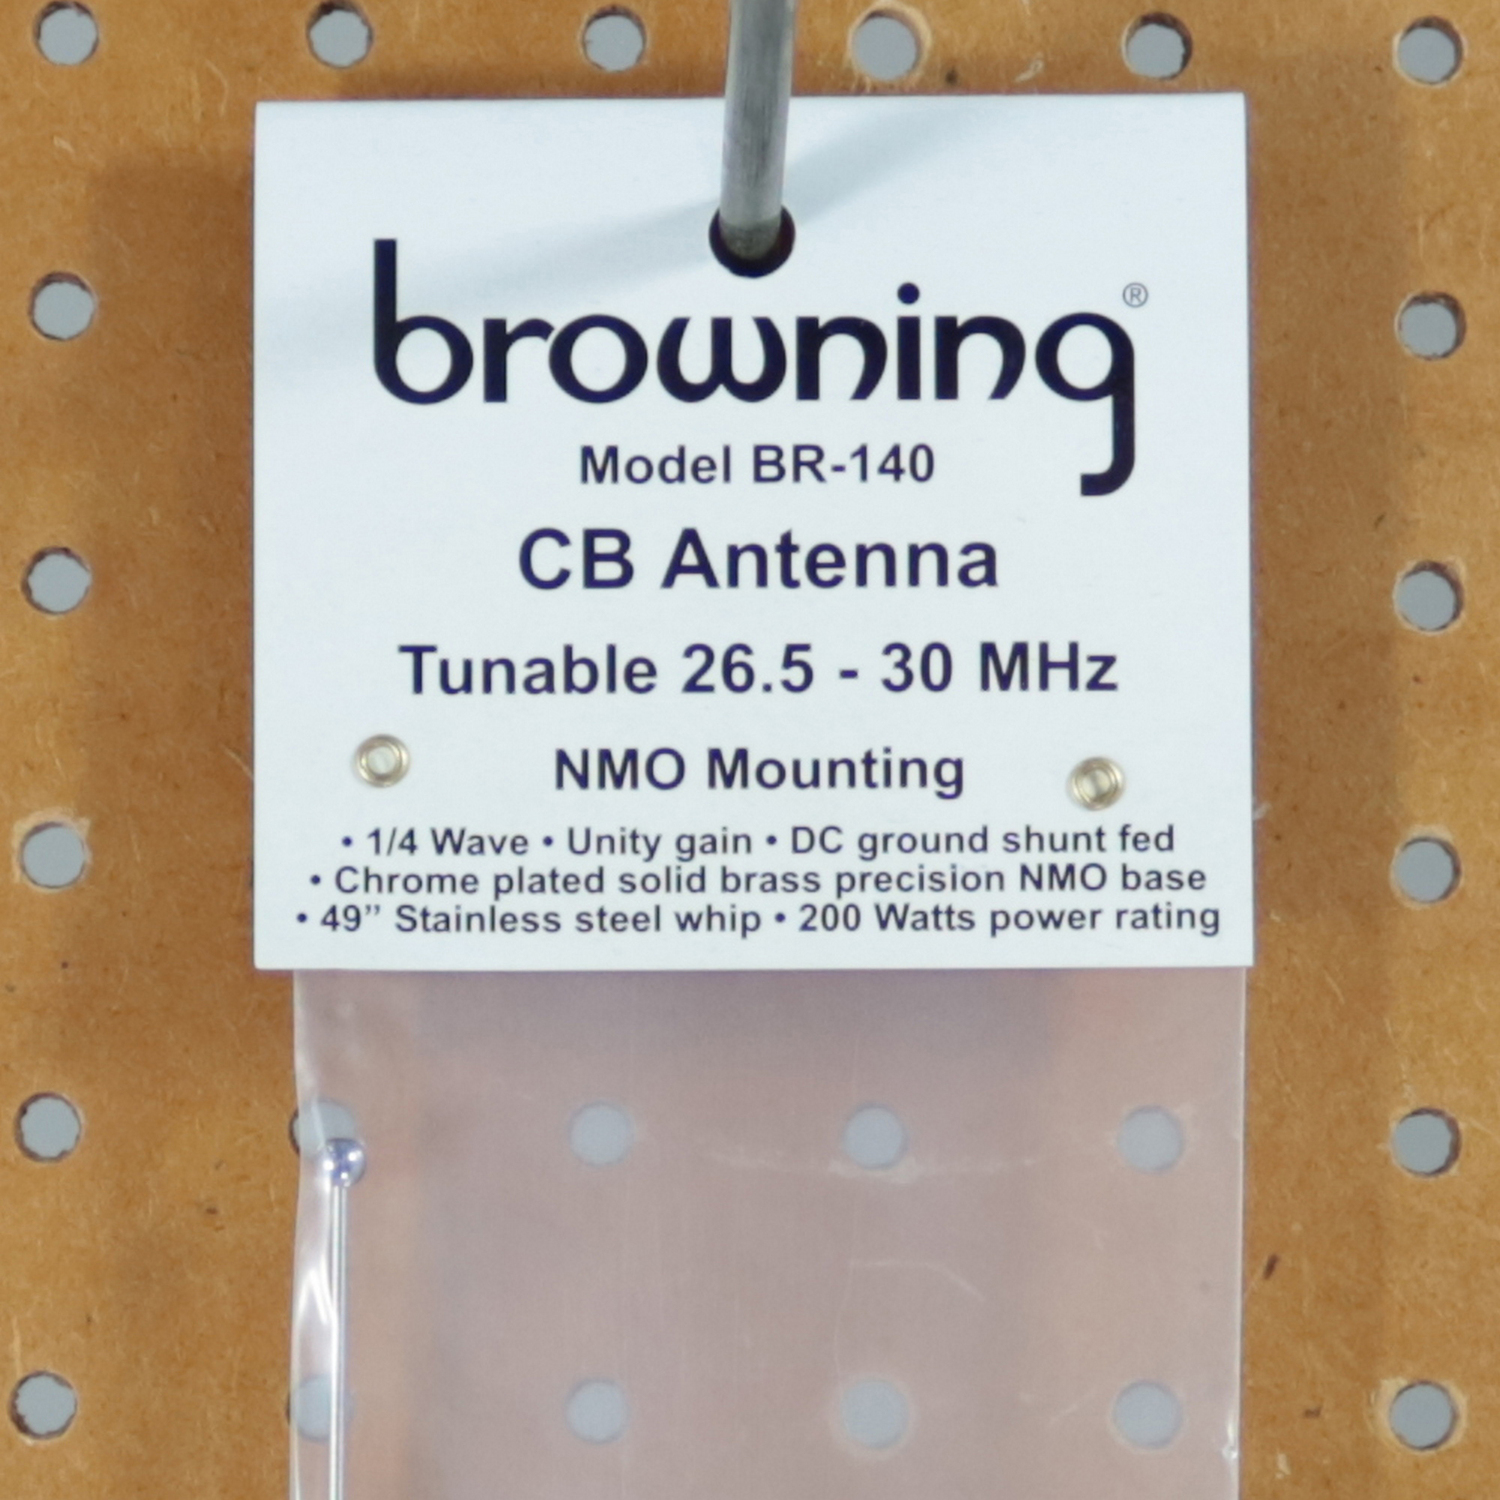 browning®
Model BR-140
CB Antenna
Tunable 26.5 - 30 MHz
NMO Mounting
• 1/4 Wave • Unity gain • DC ground shunt fed
• Chrome plated solid brass precision NMO base
• 49” Stainless steel whip • 200 Watts power rating